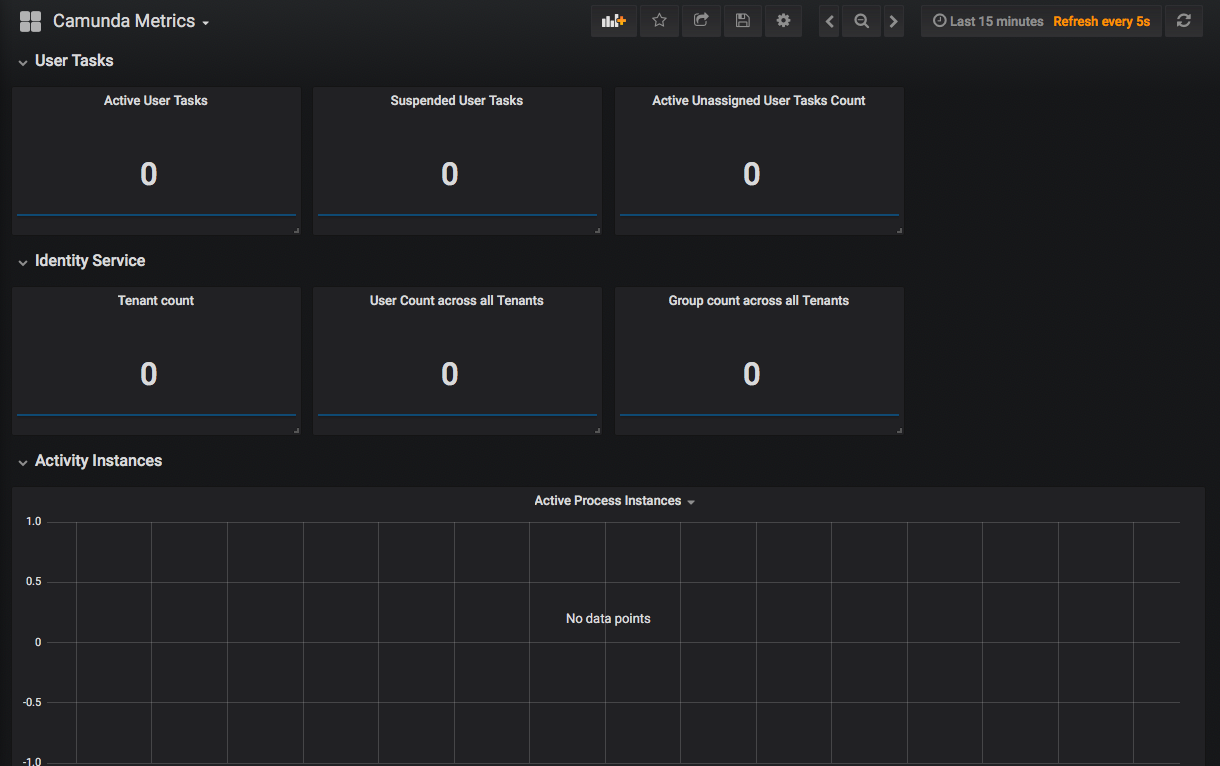 Camunda Metrics
Last 15 minutes Refresh every 5s
User Tasks
Active User Tasks
0
Suspended User Tasks
0
Active Unassigned User Tasks Count
0
Identity Service
Tenant count
0
User Count across all Tenants
0
Group count across all Tenants
0
Activity Instances
Active Process Instances
1.0
0.5
No data points
0
-0.5
-1.0